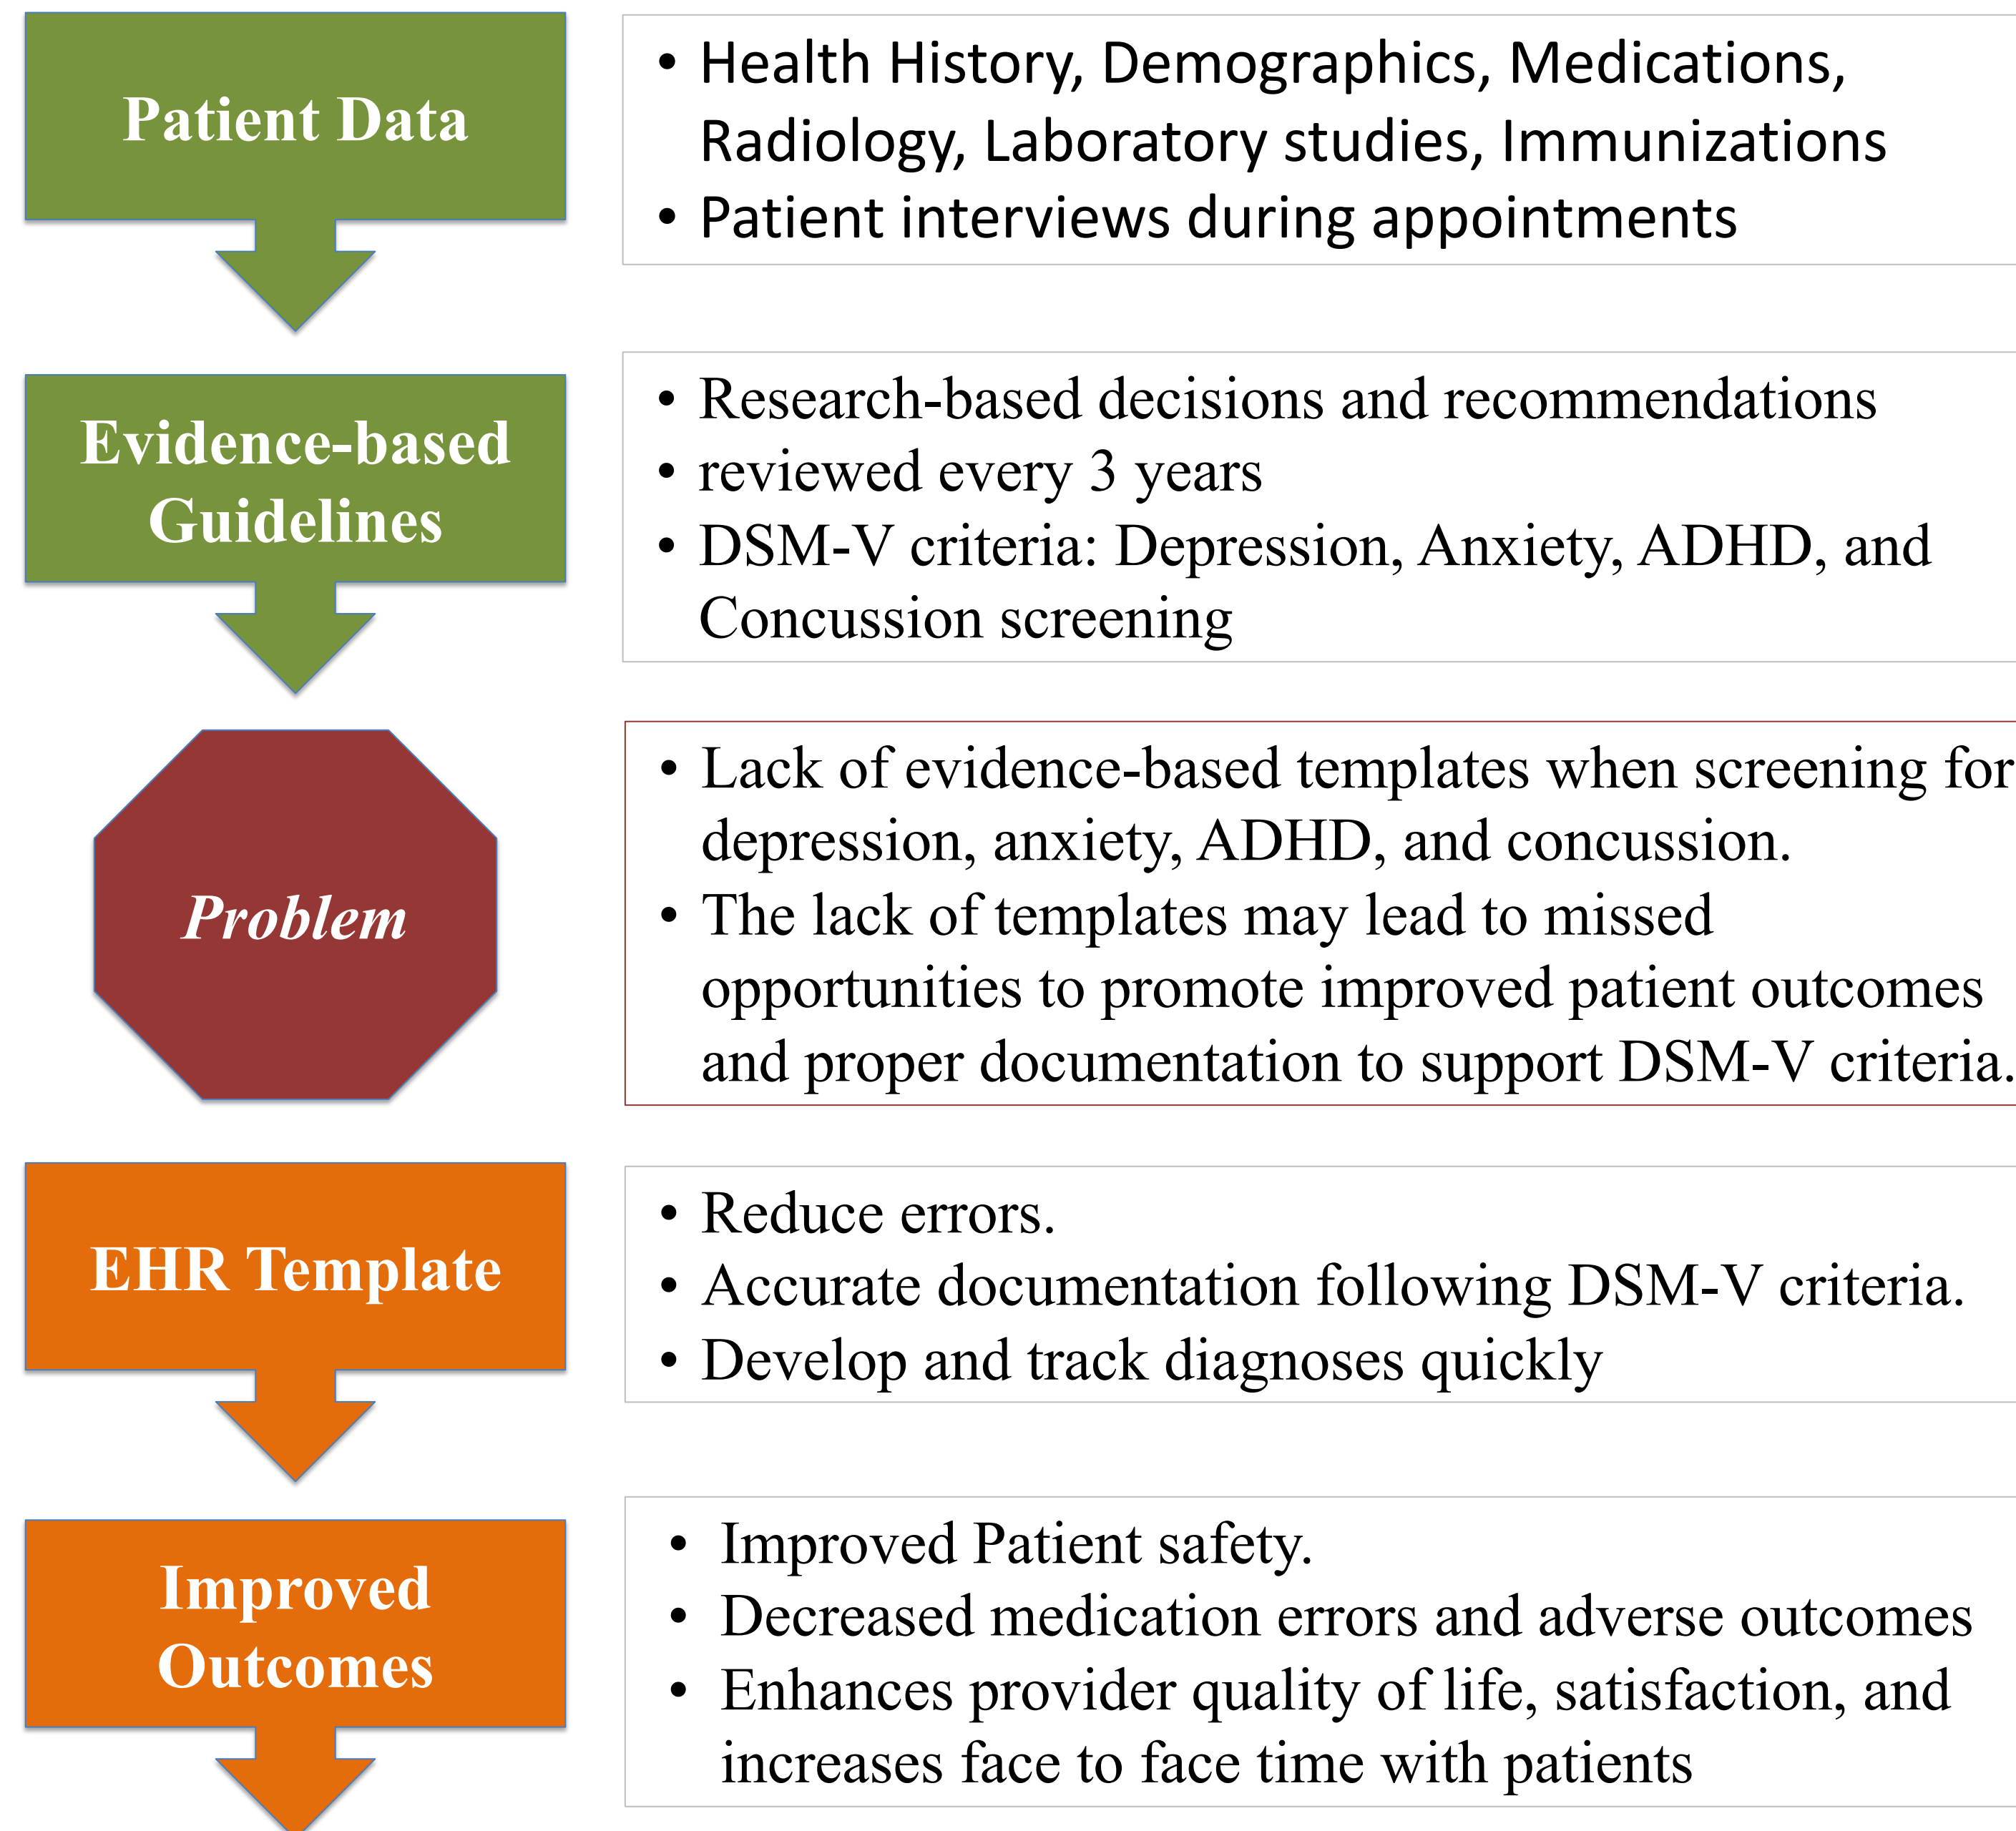 Patient Data
• Health History, Demographics, Medications,
Radiology, Laboratory studies, Immunizations
• Patient interviews during appointments
Evidence-based
Guidelines
• Research-based decisions and recommendations
• reviewed every 3 years
• DSM-V criteria: Depression, Anxiety, ADHD, and
Concussion screening
Problem
• Lack of evidence-based templates when screening for
depression, anxiety, ADHD, and concussion.
• The lack of templates may lead to missed
opportunities to promote improved patient outcomes
and proper documentation to support DSM-V criteria.
EHR Template
• Reduce errors.
• Accurate documentation following DSM-V criteria.
• Develop and track diagnoses quickly
Improved
Outcomes
• Improved Patient safety.
• Decreased medication errors and adverse outcomes
• Enhances provider quality of life, satisfaction, and
increases face to face time with patients